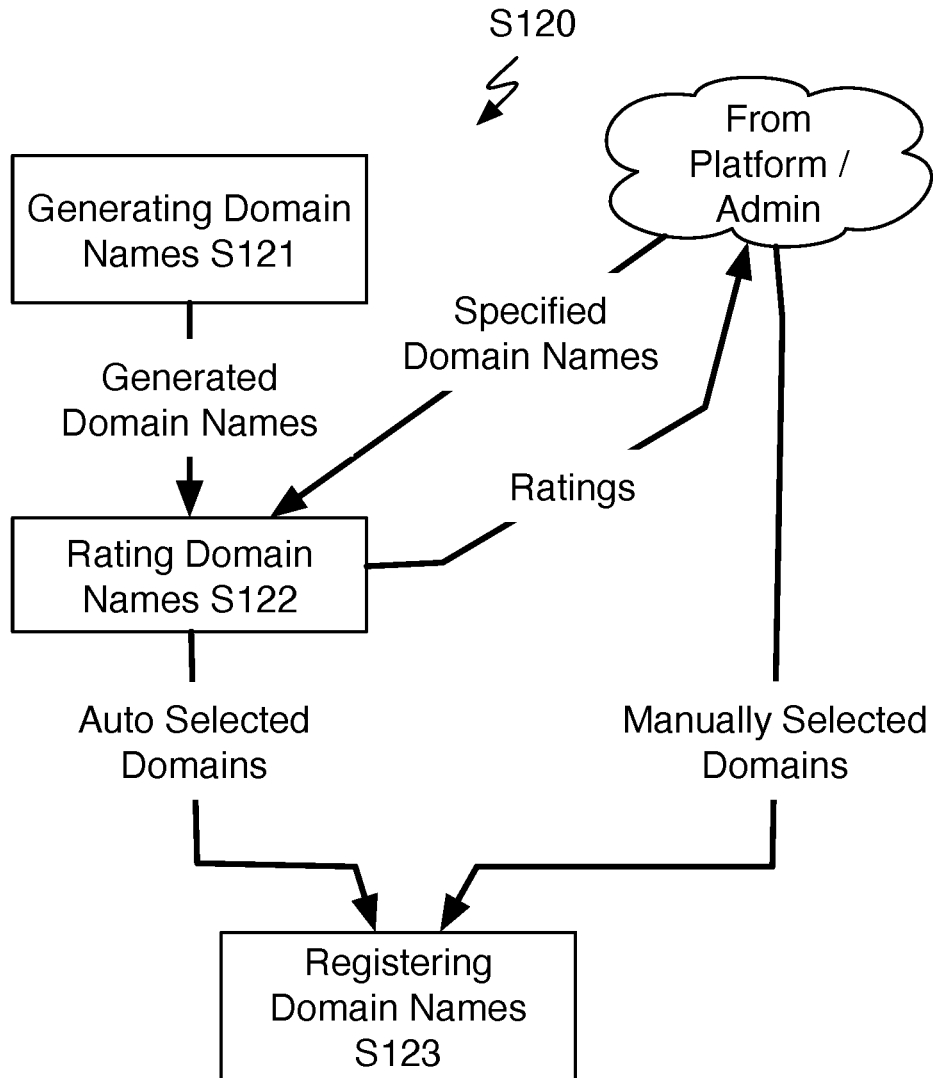 S120
From
Platform /
Admin
Generating Domain
Names S121
Specified
Domain Names
Generated
Domain Names
Ratings
Rating Domain
Names S122
Auto Selected
Domains
Manually Selected
Domains
Registering
Domain Names
S123